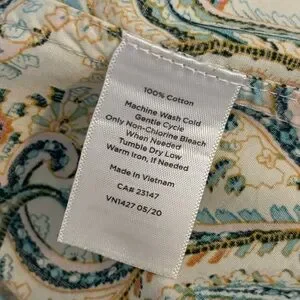 100% Cotton
Machine Wash Cold
Gentle Cycle
Only Non-Chlorine Bleach
When Needed
Tumble Dry Low
Warm Iron, If Needed
Made In Vietnam
CA# 23147
VN1427 05/20